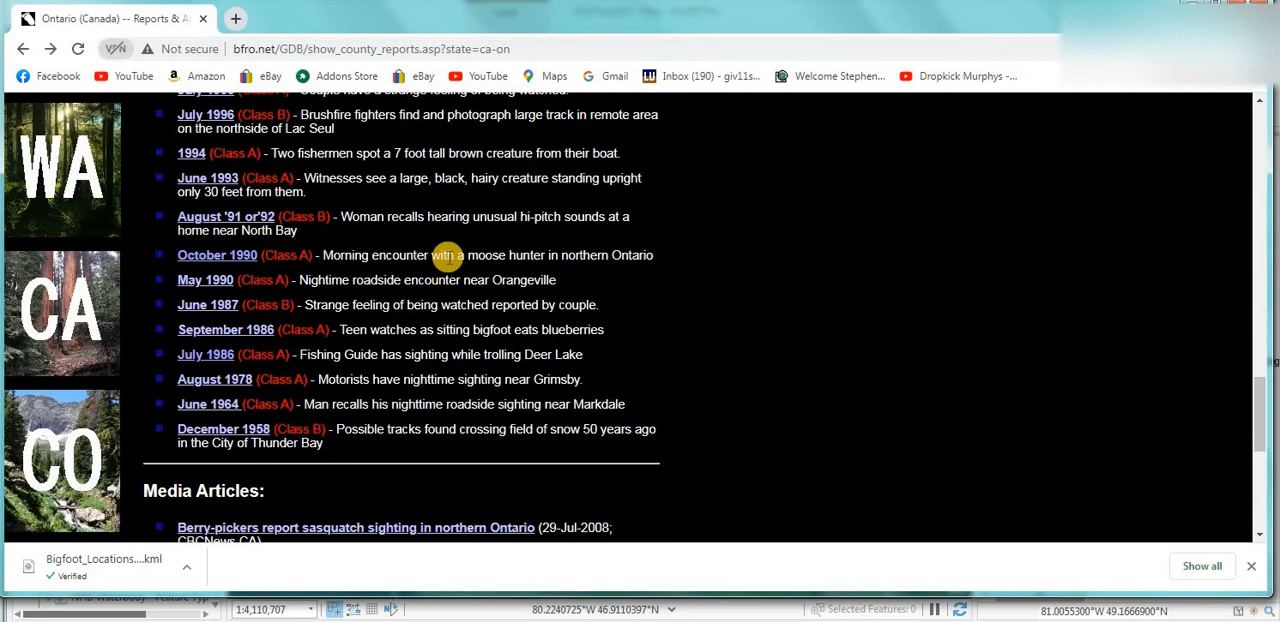 Ontario (Canada) -- Reports & A
Not secure bfro.net/GDB/show_county_reports.asp?state=ca-on
Facebook YouTube Amazon eBay Addons Store eBay YouTube Maps Gmail Inbox (190) - giv11s... Welcome Stephen... Dropkick Murphys -...
July 1996 (Class B) - Brushfire fighters find and photograph large track in remote area
on the northside of Lac Seul
1994 (Class A) - Two fishermen spot a 7 foot tall brown creature from their boat.
June 1993 (Class A) - Witnesses see a large, black, hairy creature standing upright
only 30 feet from them.
August '91 or'92 (Class B) - Woman recalls hearing unusual hi-pitch sounds at a
home near North Bay
October 1990 (Class A) - Morning encounter with a moose hunter in northern Ontario
May 1990 (Class A) - Nightime roadside encounter near Orangeville
June 1987 (Class B) - Strange feeling of being watched reported by couple.
September 1986 (Class A) - Teen watches as sitting bigfoot eats blueberries
July 1986 (Class A) - Fishing Guide has sighting while trolling Deer Lake
August 1978 (Class A) - Motorists have nighttime sighting near Grimsby.
June 1964 (Class A) - Man recalls his nighttime roadside sighting near Markdale
December 1958 (Class B) - Possible tracks found crossing field of snow 50 years ago
in the City of Thunder Bay
Media Articles:
Berry-pickers report sasquatch sighting in northern Ontario (29-Jul-2008;
CBCNews.CA)
WA
CA
CO
Bigfoot_Locations....kml
Verified
Show all
1:4,110,707
80.2240725°W 46.9110397°N
Selected Features: 0
81.0055300°W 49.1666900°N